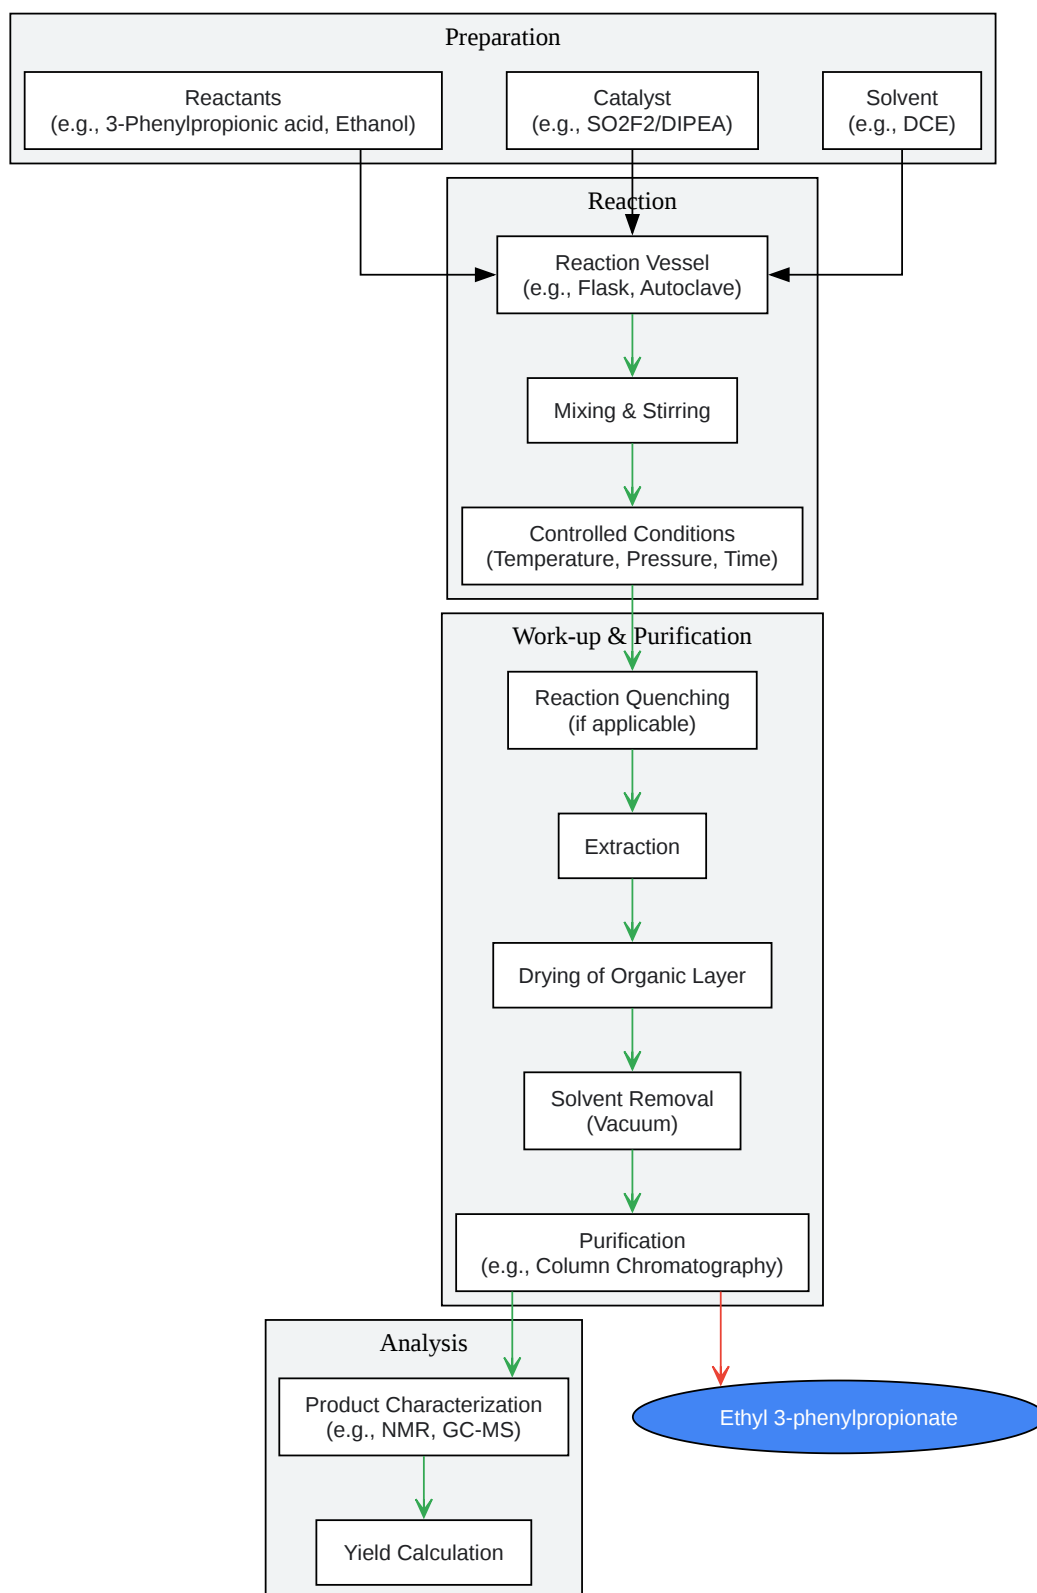 Preparation
Reactants
(e.g., 3-Phenylpropionic acid, Ethanol)
Catalyst
(e.g., SO2F2/DIPEA)
Solvent
(e.g., DCE)
Reaction
Reaction Vessel
(e.g., Flask, Autoclave)
Mixing & Stirring
Controlled Conditions
(Temperature, Pressure, Time)
Work-up & Purification
Reaction Quenching
(if applicable)
Extraction
Drying of Organic Layer
Solvent Removal
(Vacuum)
Purification
(e.g., Column Chromatography)
Analysis
Product Characterization
(e.g., NMR, GC-MS)
Ethyl 3-phenylpropionate
Yield Calculation